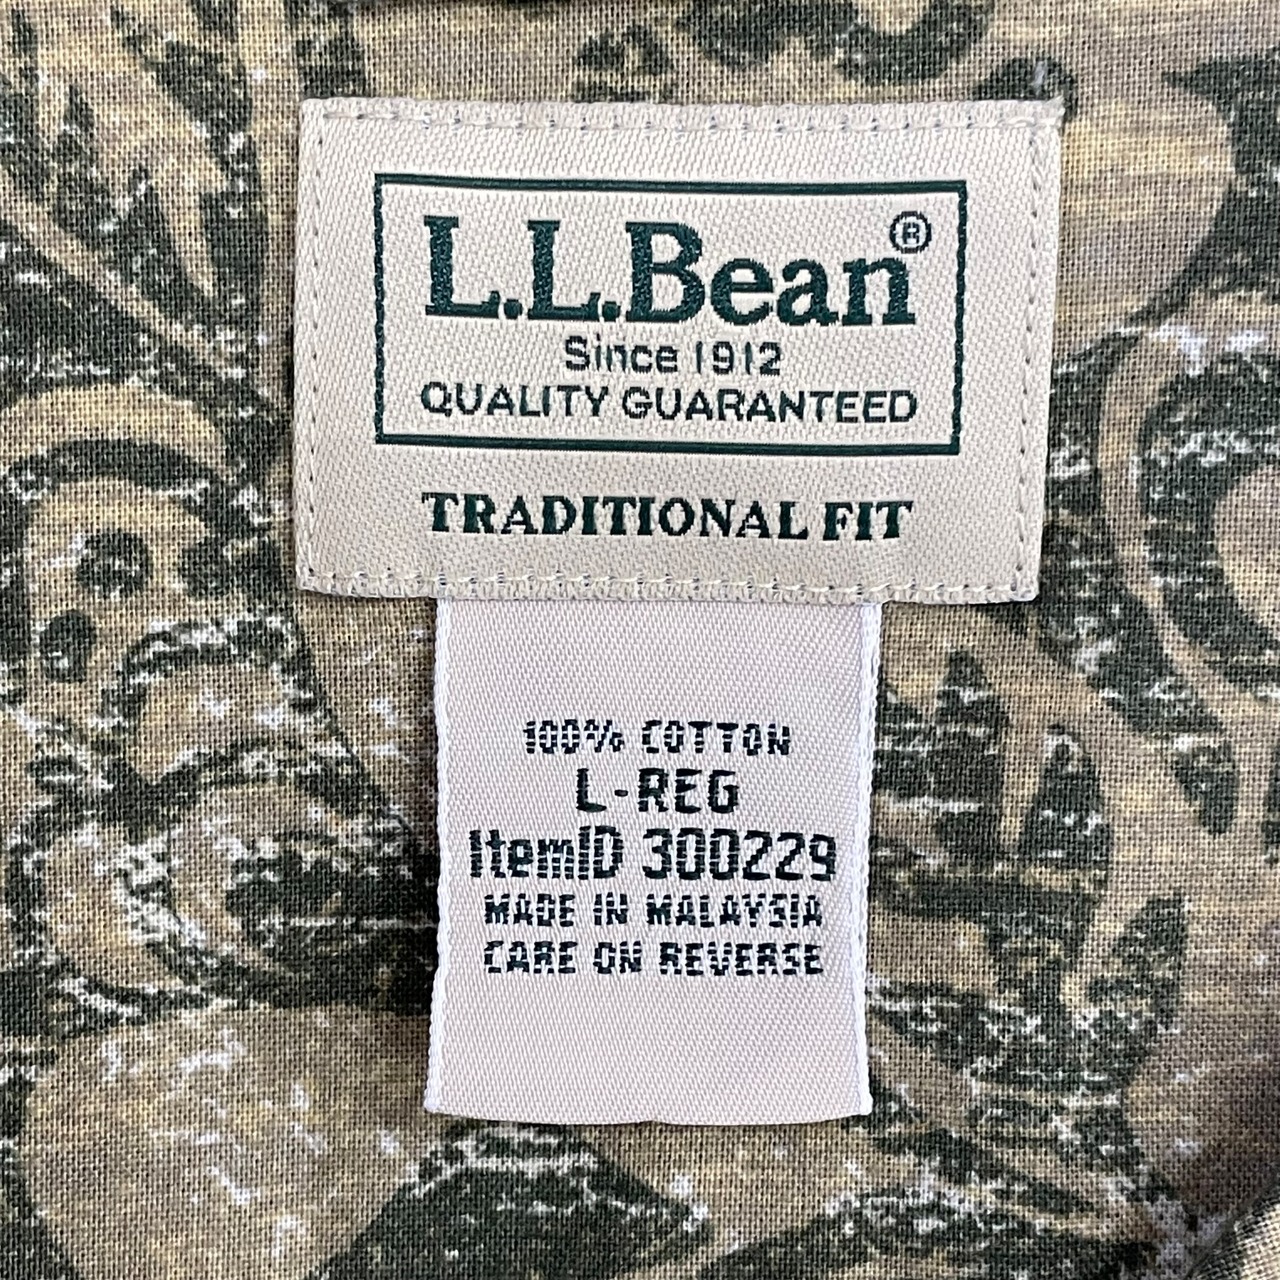 L.L.Bean®
Since 1912
QUALITY GUARANTEED
TRADITIONAL FIT
100% COTTON
L-REG
ItemID 300229
MADE IN MALAYSIA
CARE ON REVERSE